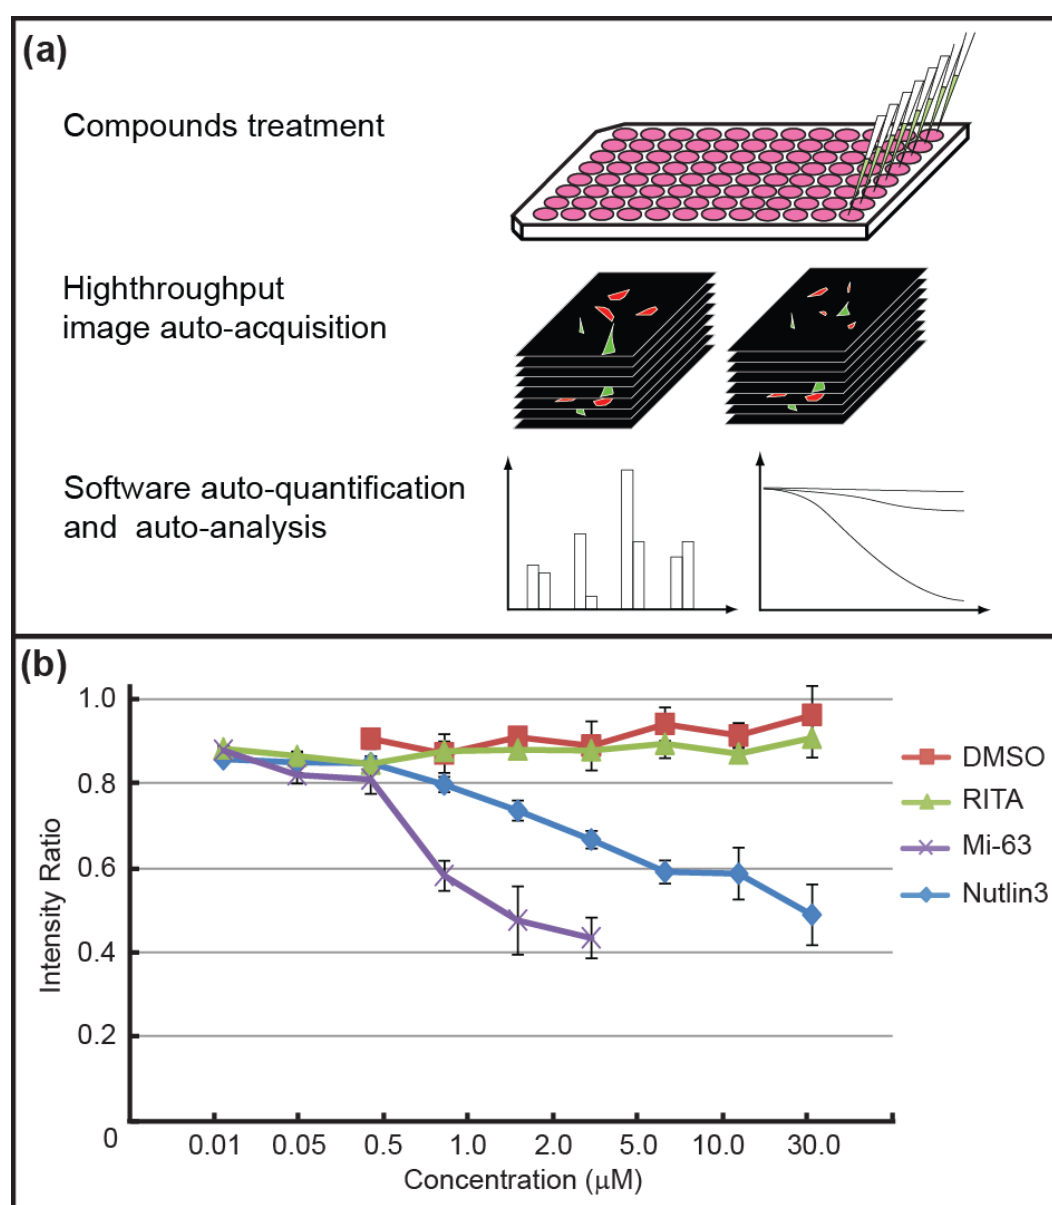 (a)
Compounds treatment
Highthroughput
image auto-acquisition
Software auto-quantification
and auto-analysis
(b)
1.0
0.8
0.6
0.4
0.2
0
Intensity Ratio
0.01 0.05 0.5 1.0 2.0 5.0 10.0 30.0
Concentration (μM)
DMSO
RITA
Mi-63
Nutlin3